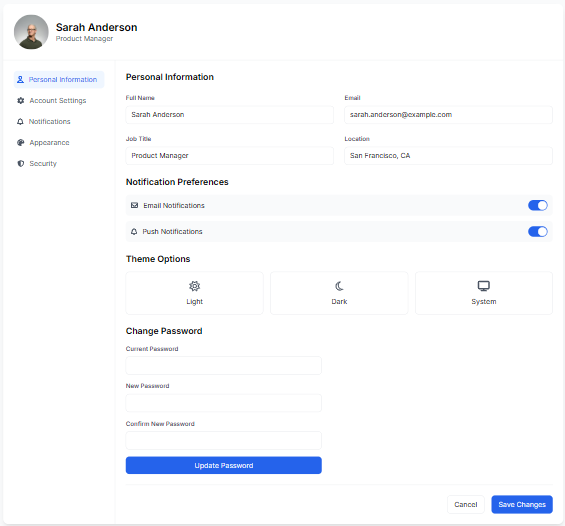 Sarah Anderson
Product Manager
Personal Information
Account Settings
Notifications
Appearance
Security
Personal Information
Full Name
Sarah Anderson
Email
sarah.anderson@example.com
Job Title
Product Manager
Location
San Francisco, CA
Notification Preferences
Email Notifications
Push Notifications
Theme Options
Light
Dark
System
Change Password
Current Password
New Password
Confirm New Password
Update Password
Cancel
Save Changes